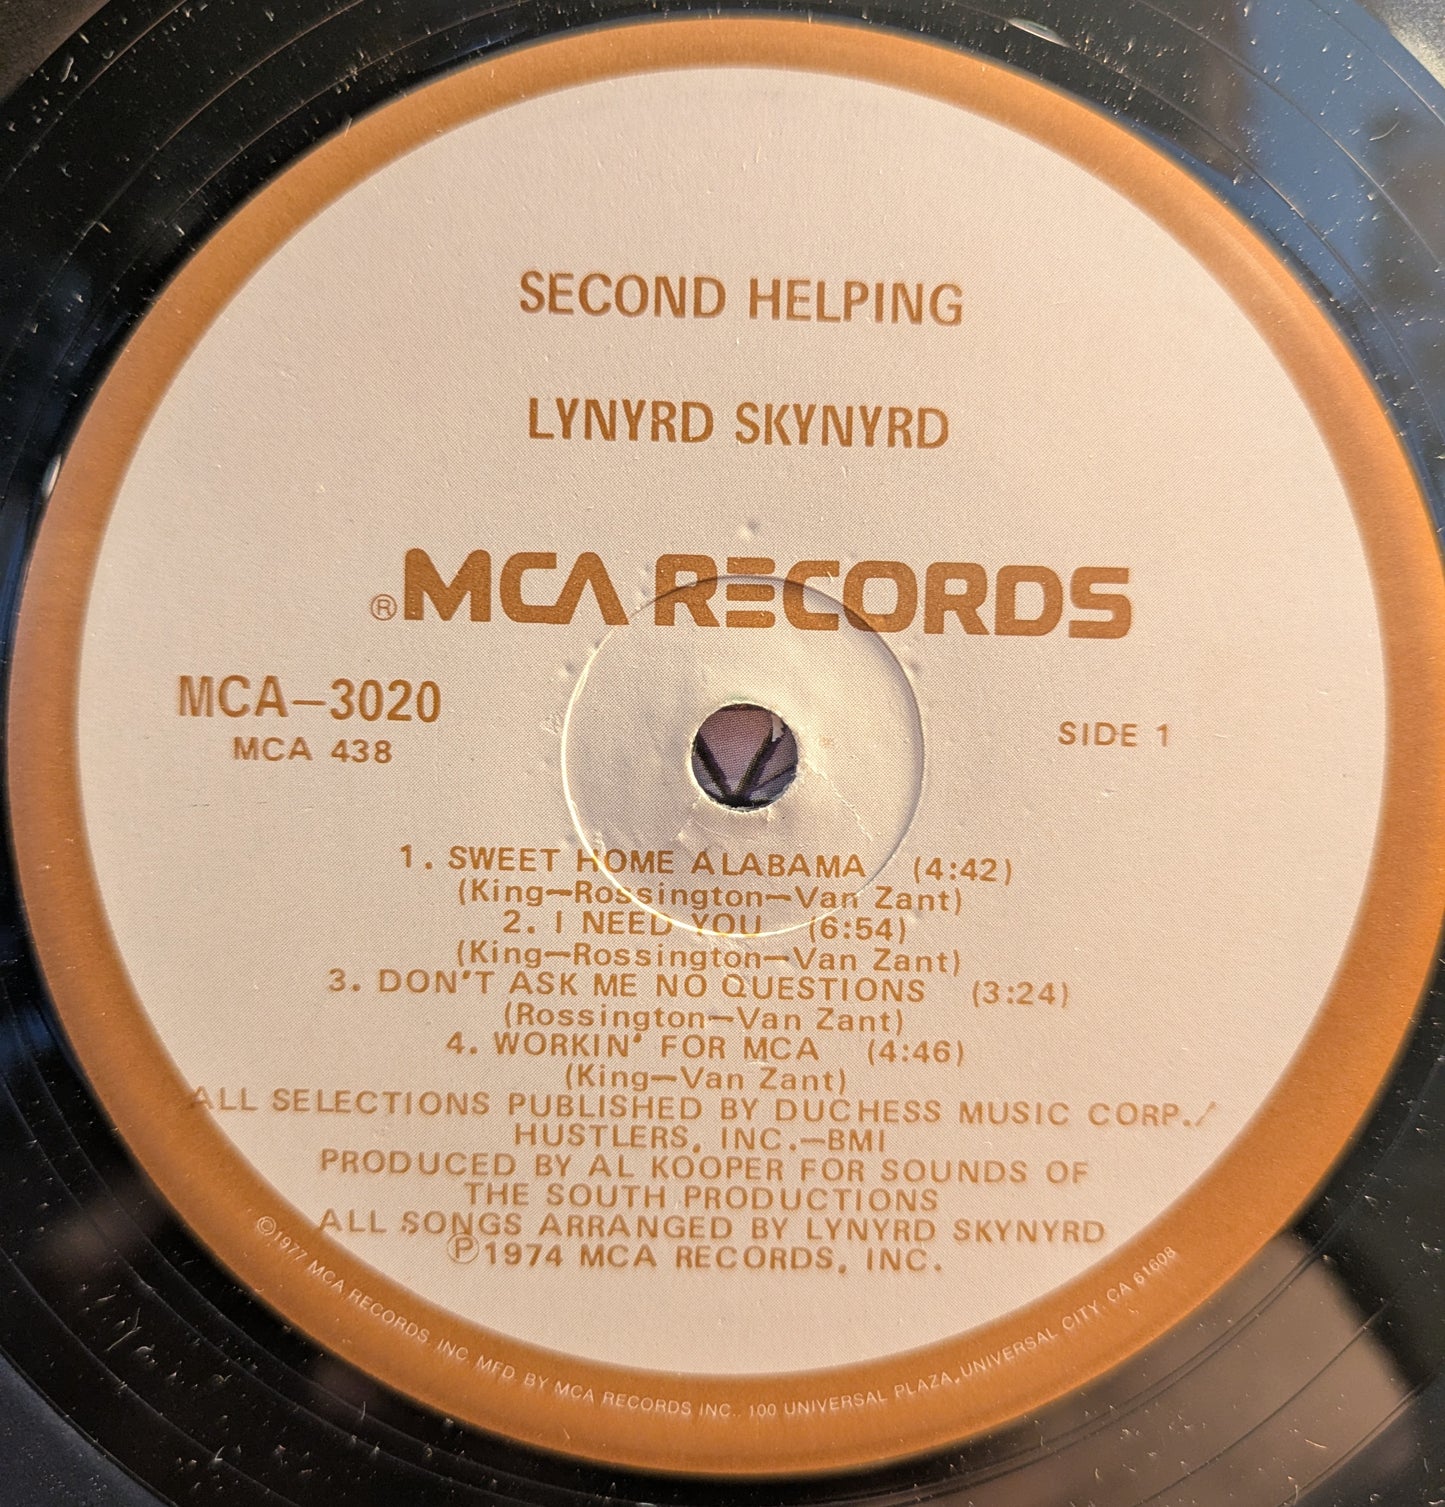 SECOND HELPING
LYNYRD SKYNYRD
®MCA RECORDS
MCA—3020
MCA 438
SIDE 1
1. SWEET HOME ALABAMA (4:42)
(King—Rossington—Van Zant)
2. I NEED YOU (6:54)
(King—Rossington—Van Zant)
3. DON'T ASK ME NO QUESTIONS (3:24)
(Rossington—Van Zant)
4. WORKIN' FOR MCA (4:46)
(King—Van Zant)
ALL SELECTIONS PUBLISHED BY DUCHESS MUSIC CORP./
HUSTLERS, INC.—BMI
PRODUCED BY AL KOOPER FOR SOUNDS OF
THE SOUTH PRODUCTIONS
ALL SONGS ARRANGED BY LYNYRD SKYNYRD
℗1974 MCA RECORDS, INC.
©1977 MCA RECORDS, INC. MFD. BY MCA RECORDS INC., 100 UNIVERSAL PLAZA, UNIVERSAL CITY, CA 61608